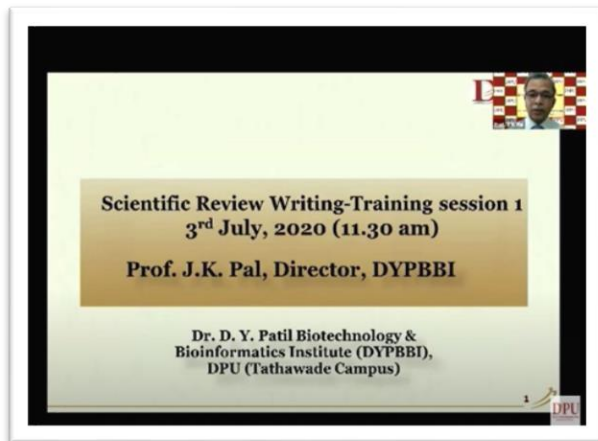 D
Scientific Review Writing-Training session 1
3rd July, 2020 (11.30 am)
Prof. J.K. Pal, Director, DYPBBI
Dr. D. Y. Patil Biotechnology &
Bioinformatics Institute (DYPBBI),
DPU (Tathawade Campus)
1
DPU